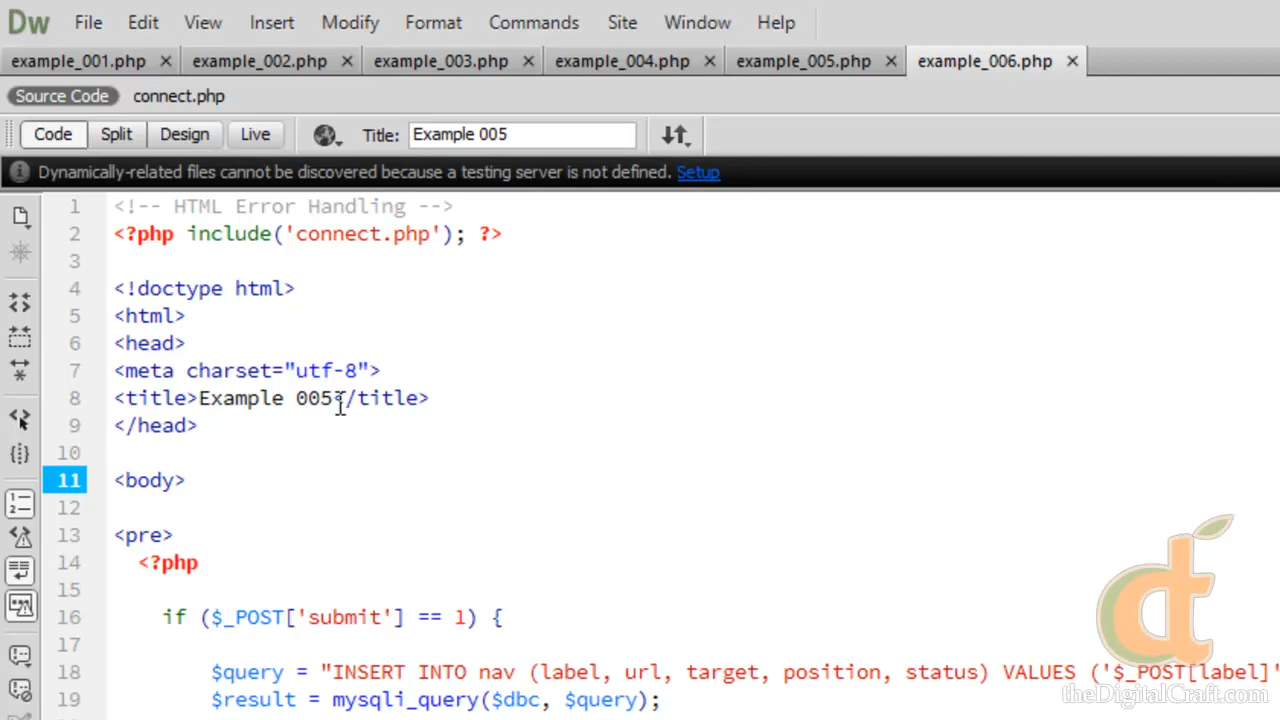 Dw File Edit View Insert Modify Format Commands Site Window Help
example_001.php × example_002.php × example_003.php × example_004.php × example_005.php × example_006.php ×
Source Code connect.php
Code Split Design Live Title: Example 005
Dynamically-related files cannot be discovered because a testing server is not defined. Setup
1 <!-- HTML Error Handling -->
2 <?php include('connect.php'); ?>
3
4 <!doctype html>
5 <html>
6 <head>
7 <meta charset="utf-8">
8 <title>Example 005</title>
9 </head>
10
11 <body>
12
13 <pre>
14 <?php
15
16 if ($_POST['submit'] == 1) {
17
18 $query = "INSERT INTO nav (label, url, target, position, status) VALUES ('$_POST[label]'
19 $result = mysqli_query($dbc, $query);
theDigitalCraft.com